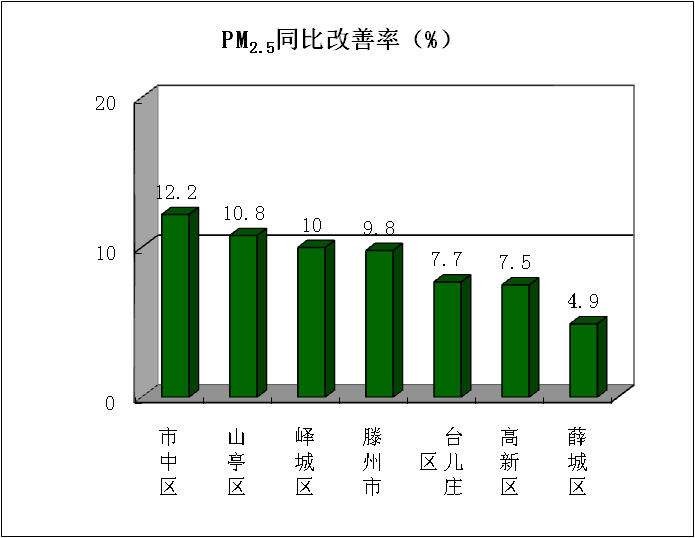 PM2.5同比改善率（%）
20
10
0
12.2
10.8
10
9.8
7.7
7.5
4.9
市中区
山亭区
峄城区
滕州市
台儿庄区
高新区
薛城区